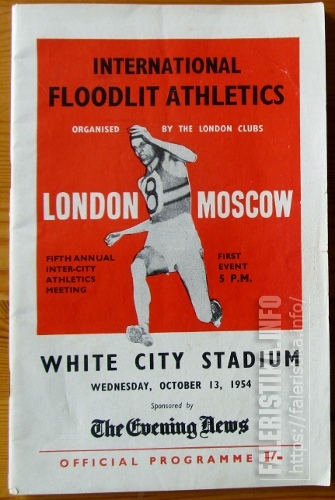 INTERNATIONAL
FLOODLIT ATHLETICS
ORGANISED BY THE LONDON CLUBS
8
LONDON MOSCOW
FIFTH ANNUAL
INTER-CITY
ATHLETICS
MEETING
FIRST
EVENT
5 P.M.
WHITE CITY STADIUM
WEDNESDAY, OCTOBER 13, 1954
Sponsored by
The Evening News
OFFICIAL PROGRAMME 1/-
FALERISTIKA.INFO
https://faleristika.info/